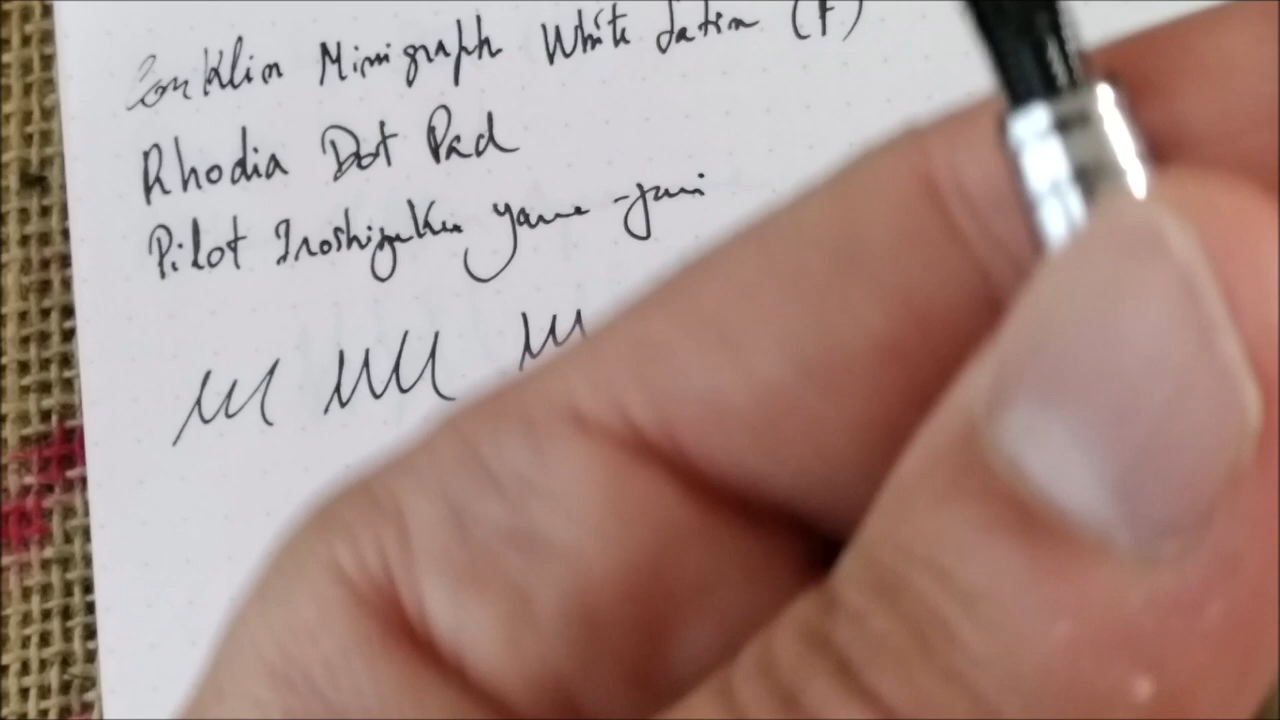 Conklin Minigraph White Satin (F)
Rhodia Dot Pad
Pilot Iroshizuku yama-guri